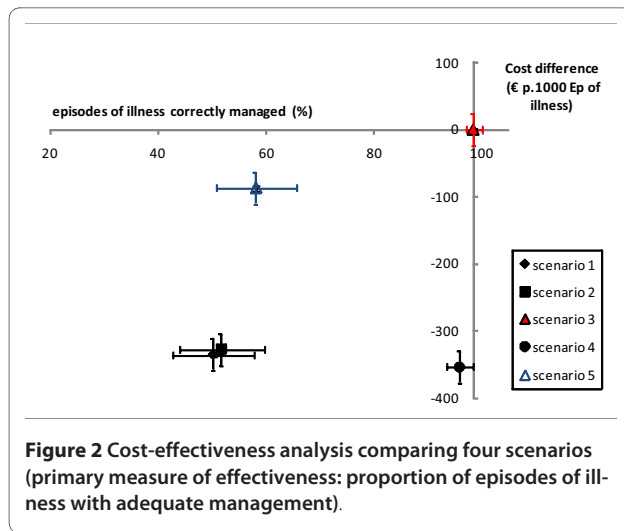 100
Cost difference
(€ p.1000 Ep of
illness)
episodes of illness correctly managed (%)
0
20
40
60
80
100
-100
-200
-300
-400
scenario 1
scenario 2
scenario 3
scenario 4
scenario 5
Figure 2 Cost-effectiveness analysis comparing four scenarios
(primary measure of effectiveness: proportion of episodes of ill-
ness with adequate management).